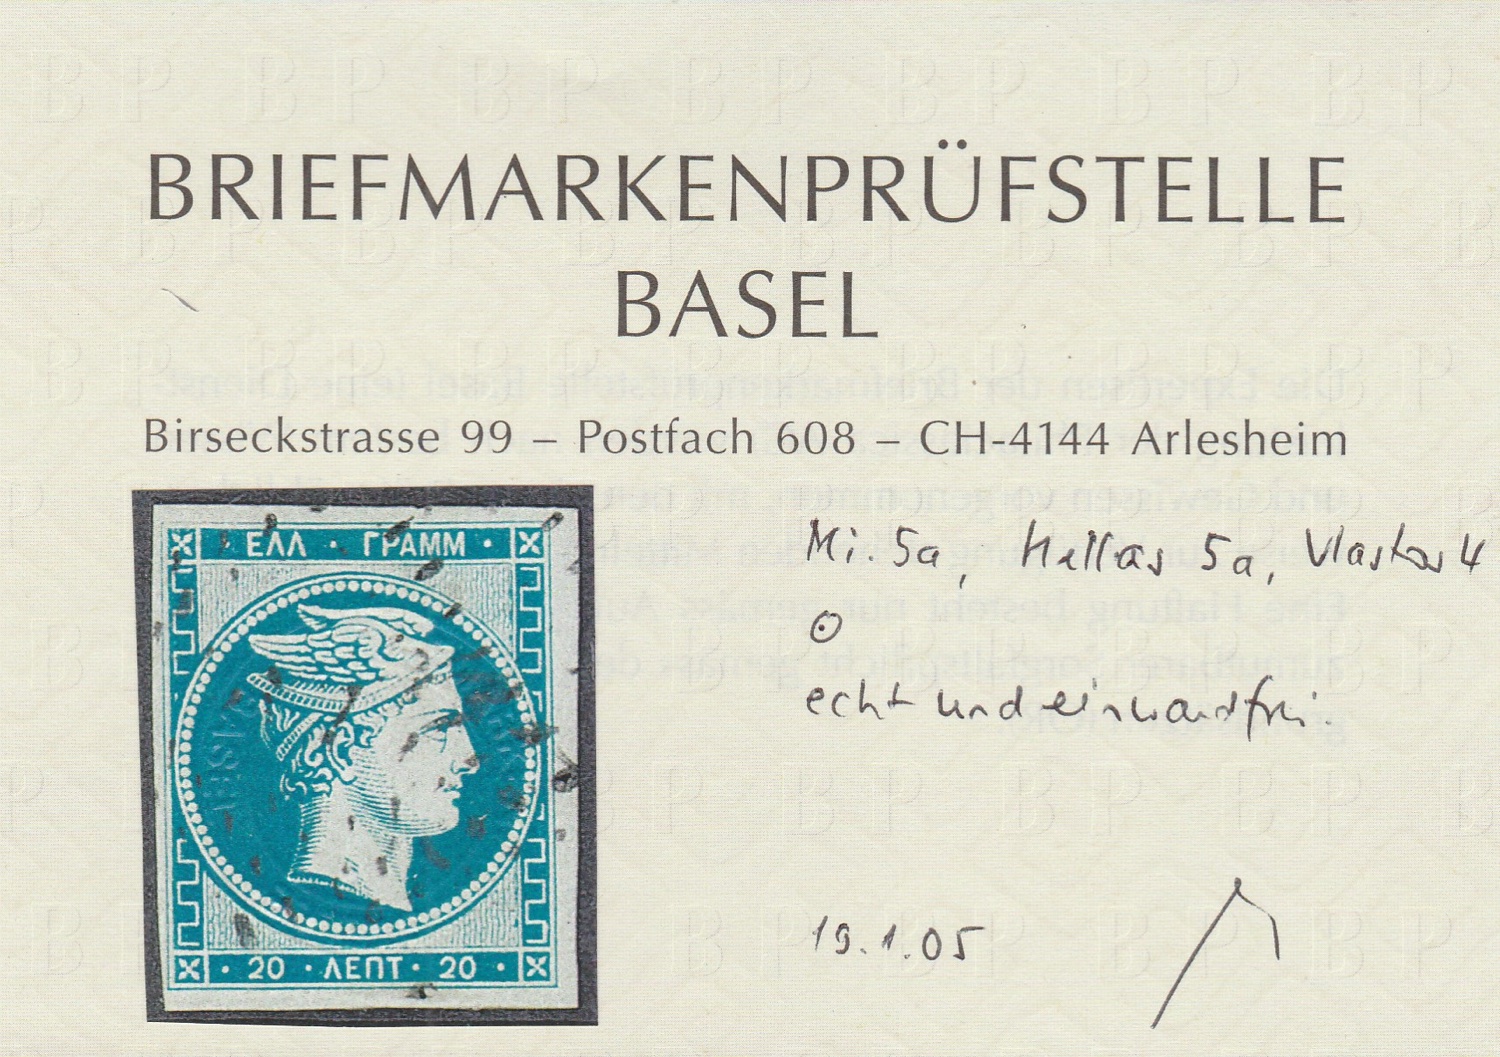 BRIEFMARKENPRÜFSTELLE
BASEL
Birseckstrasse 99 – Postfach 608 – CH-4144 Arlesheim
ΕΛΛ · ΓΡΑΜΜ ·
· 20 · ΛΕΠΤ · 20 ·
Mi. 5a, Hellas 5a, Vlastos 4
echt und einwandfrei.
19.1.05